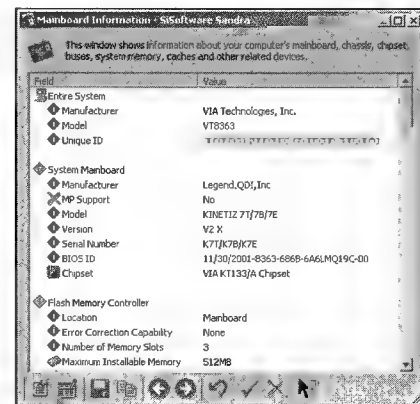 Mainboard Information - SiSoftware Sandra
This window shows information about your computer's mainboard, chassis, chipset,
buses, system memory, caches and other related devices.
Field Value
Entire System
Manufacturer VIA Technologies, Inc.
Model VT8363
Unique ID
System Mainboard
Manufacturer Legend,QDI,Inc
MP Support No
Model KINETIZ 7T/7B/7E
Version V2 X
Serial Number K7T/K7B/K7E
BIOS ID 11/30/2001-8363-686B-6A6LMQ19C-00
Chipset VIA KT133/A Chipset
Flash Memory Controller
Location Mainboard
Error Correction Capability None
Number of Memory Slots 3
Maximum Installable Memory 512MB